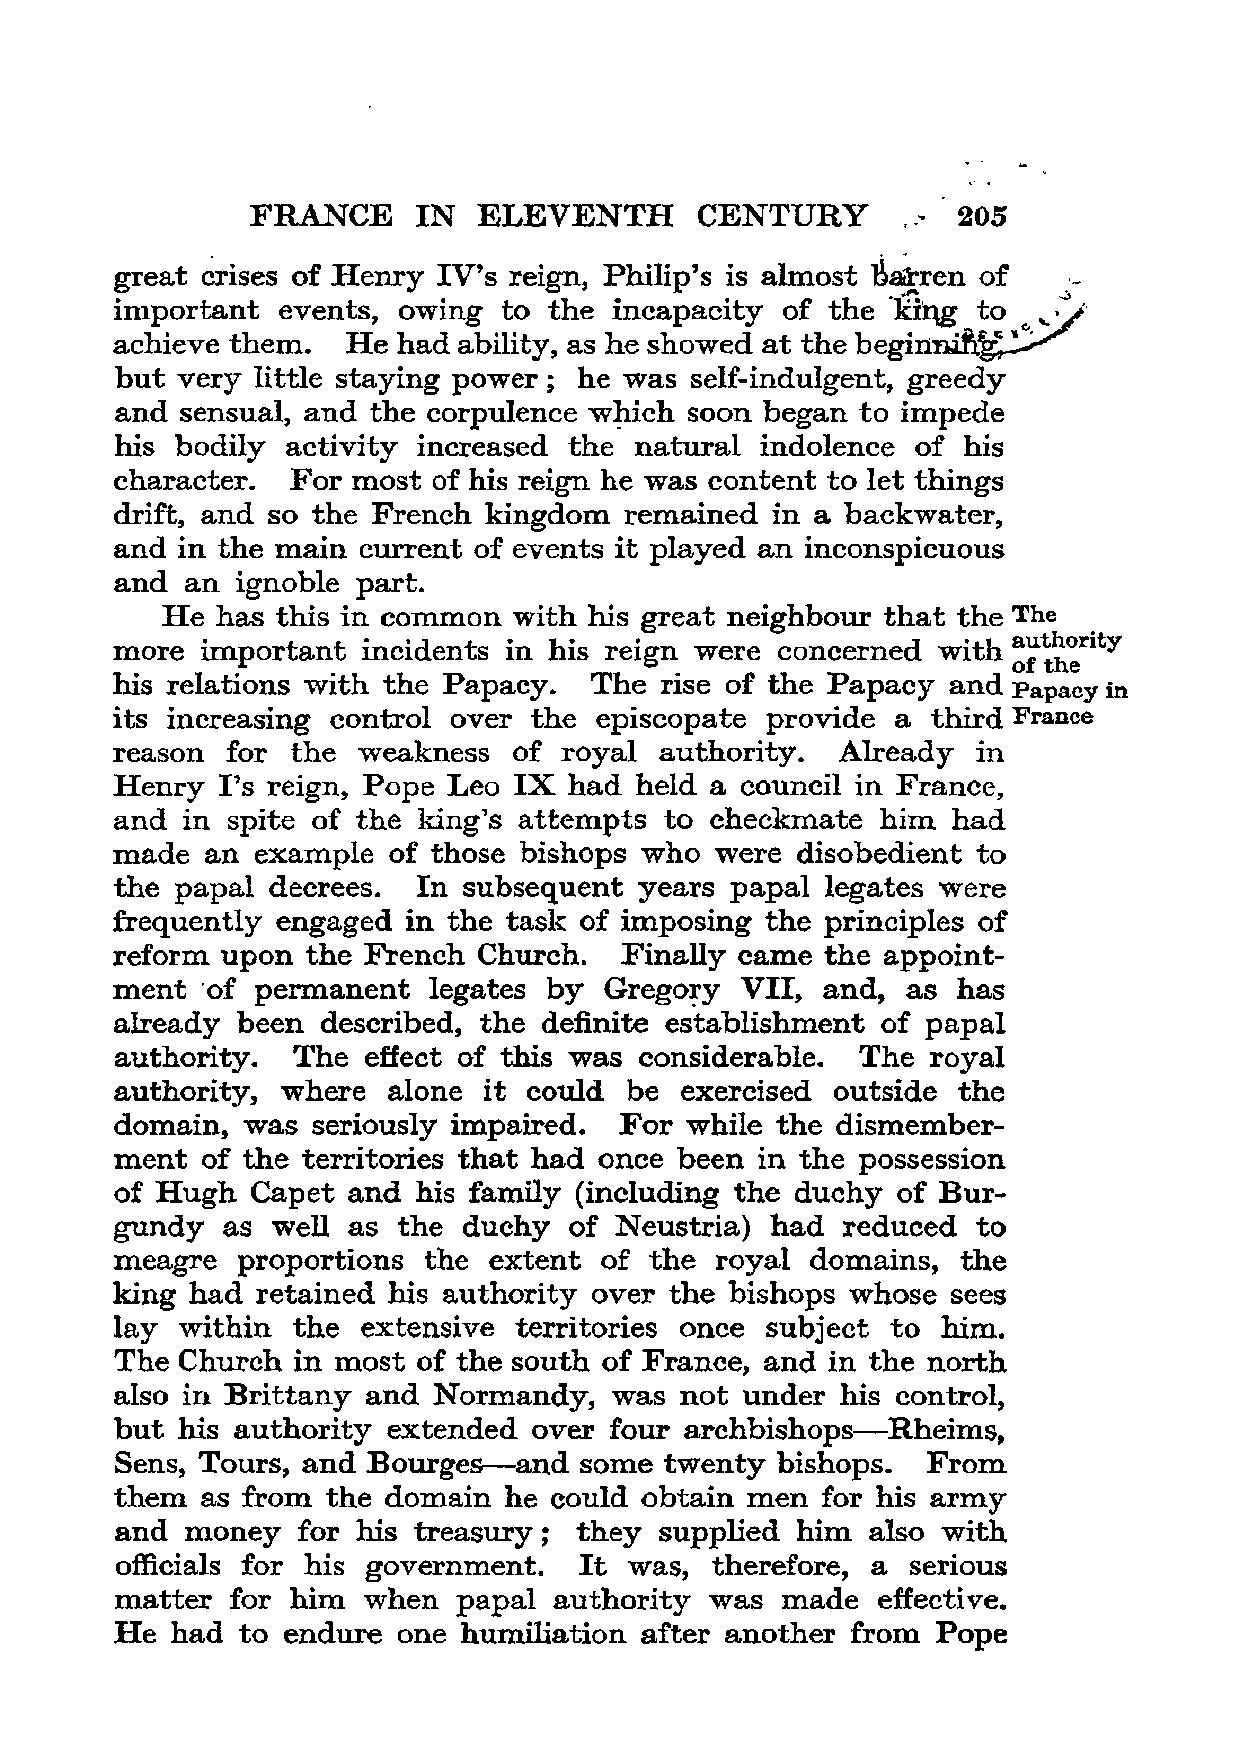 FRANCE IN ELEVENTH CENTURY 205
great crises of Henry IV's reign, Philip's is almost barren of
important events, owing to the incapacity of the king to
achieve them. He had ability, as he showed at the beginning,
but very little staying power ; he was self-indulgent, greedy
and sensual, and the corpulence which soon began to impede
his bodily activity increased the natural indolence of his
character. For most of his reign he was content to let things
drift, and so the French kingdom remained in a backwater,
and in the main current of events it played an inconspicuous
and an ignoble part.
He has this in common with his great neighbour that the
more important incidents in his reign were concerned with
his relations with the Papacy. The rise of the Papacy and
its increasing control over the episcopate provide a third
The
authority
of the
Papacy in
France
reason for the weakness of royal authority. Already in
Henry I's reign, Pope Leo IX had held a council in France,
and in spite of the king's attempts to checkmate him had
made an example of those bishops who were disobedient to
the papal decrees. In subsequent years papal legates were
frequently engaged in the task of imposing the principles of
reform upon the French Church. Finally came the appoint-
ment of permanent legates by Gregory VII, and, as has
already been described, the definite establishment of papal
authority. The effect of this was considerable. The royal
authority, where alone it could be exercised outside the
domain, was seriously impaired. For while the dismember-
ment of the territories that had once been in the possession
of Hugh Capet and his family (including the duchy of Bur-
gundy as well as the duchy of Neustria) had reduced to
meagre proportions the extent of the royal domains, the
king had retained his authority over the bishops whose sees
lay within the extensive territories once subject to him.
The Church in most of the south of France, and in the north
also in Brittany and Normandy, was not under his control,
but his authority extended over four archbishops—Rheims,
Sens, Tours, and Bourges—and some twenty bishops. From
them as from the domain he could obtain men for his army
and money for his treasury ; they supplied him also with
officials for his government. It was, therefore, a serious
matter for him when papal authority was made effective.
He had to endure one humiliation after another from Pope